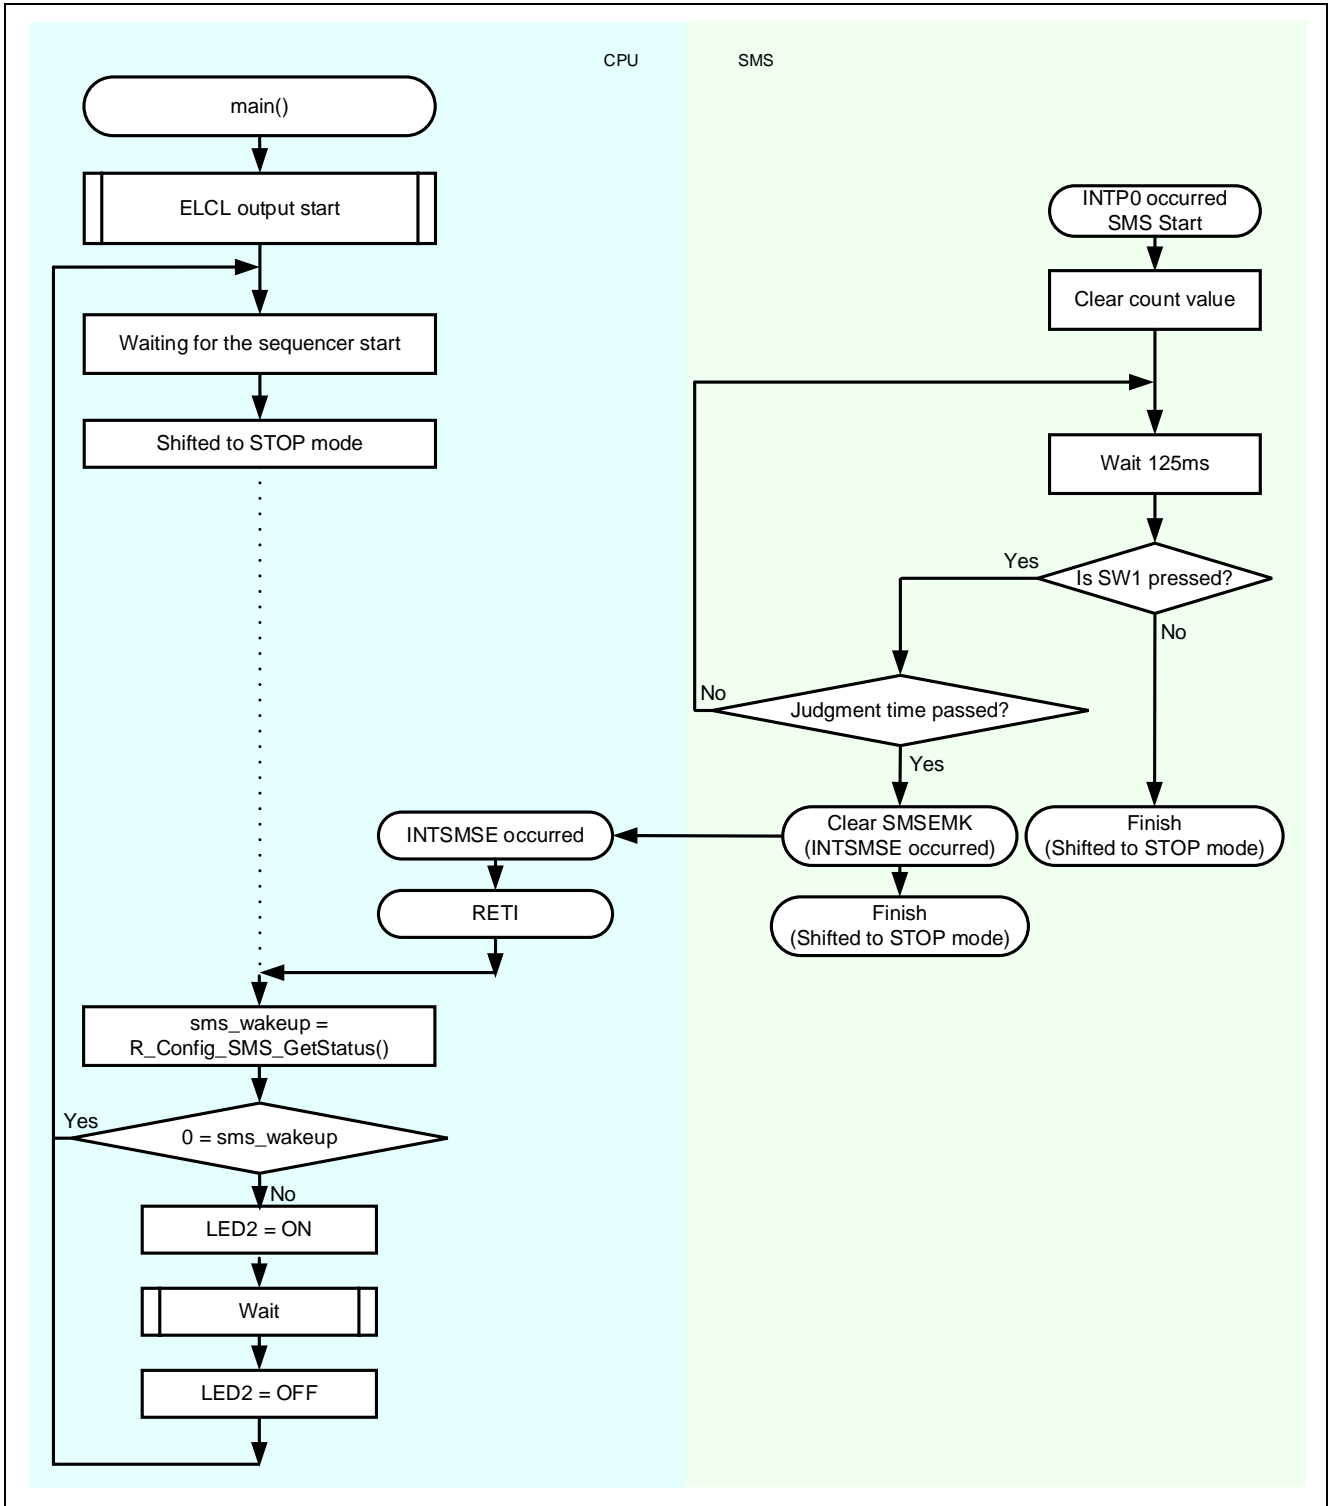 CPU
SMS
main()
ELCL output start
Waiting for the sequencer start
Shifted to STOP mode
INTP0 occurred
SMS Start
Clear count value
Wait 125ms
Is SW1 pressed?
Yes
No
Judgment time passed?
No
Yes
Clear SMSEMK
(INTSMSE occurred)
Finish
(Shifted to STOP mode)
Finish
(Shifted to STOP mode)
INTSMSE occurred
RETI
sms_wakeup =
R_Config_SMS_GetStatus()
0 = sms_wakeup
Yes
No
LED2 = ON
Wait
LED2 = OFF